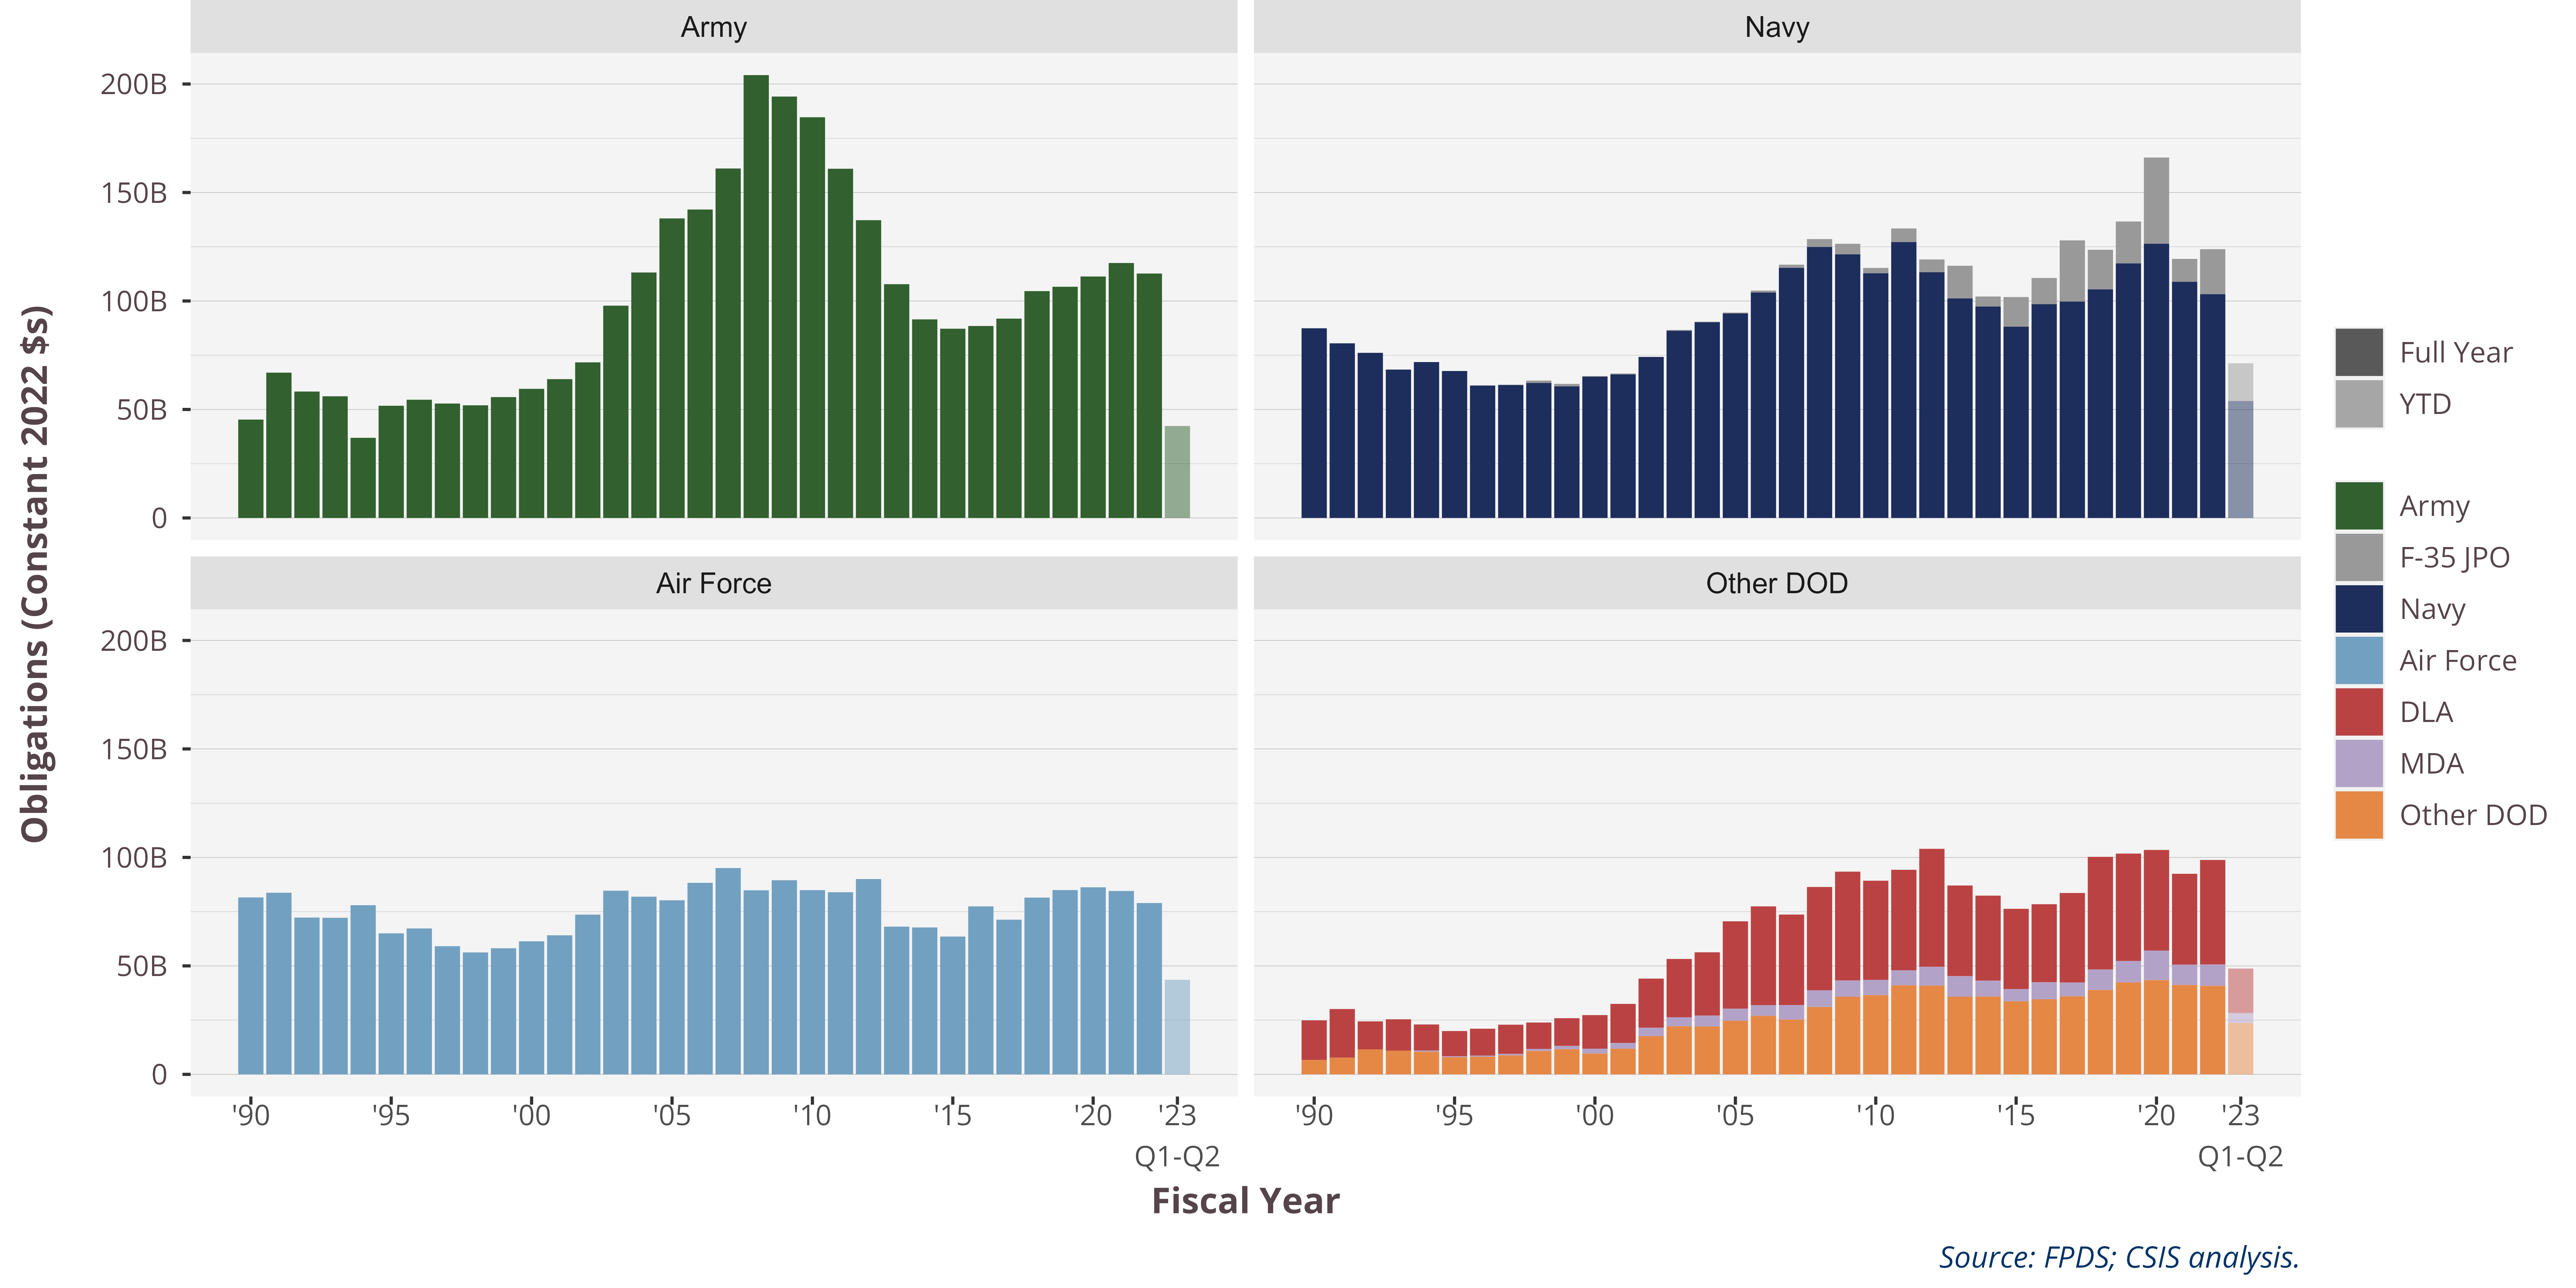 Army
Navy
200B
150B
100B
50B
0
Air Force
Other DOD
200B
150B
100B
50B
0
'90 '95 '00 '05 '10 '15 '20 '23
Q1-Q2
'90 '95 '00 '05 '10 '15 '20 '23
Q1-Q2
Fiscal Year
Obligations (Constant 2022 $s)
Full Year
YTD
Army
F-35 JPO
Navy
Air Force
DLA
MDA
Other DOD
Source: FPDS; CSIS analysis.